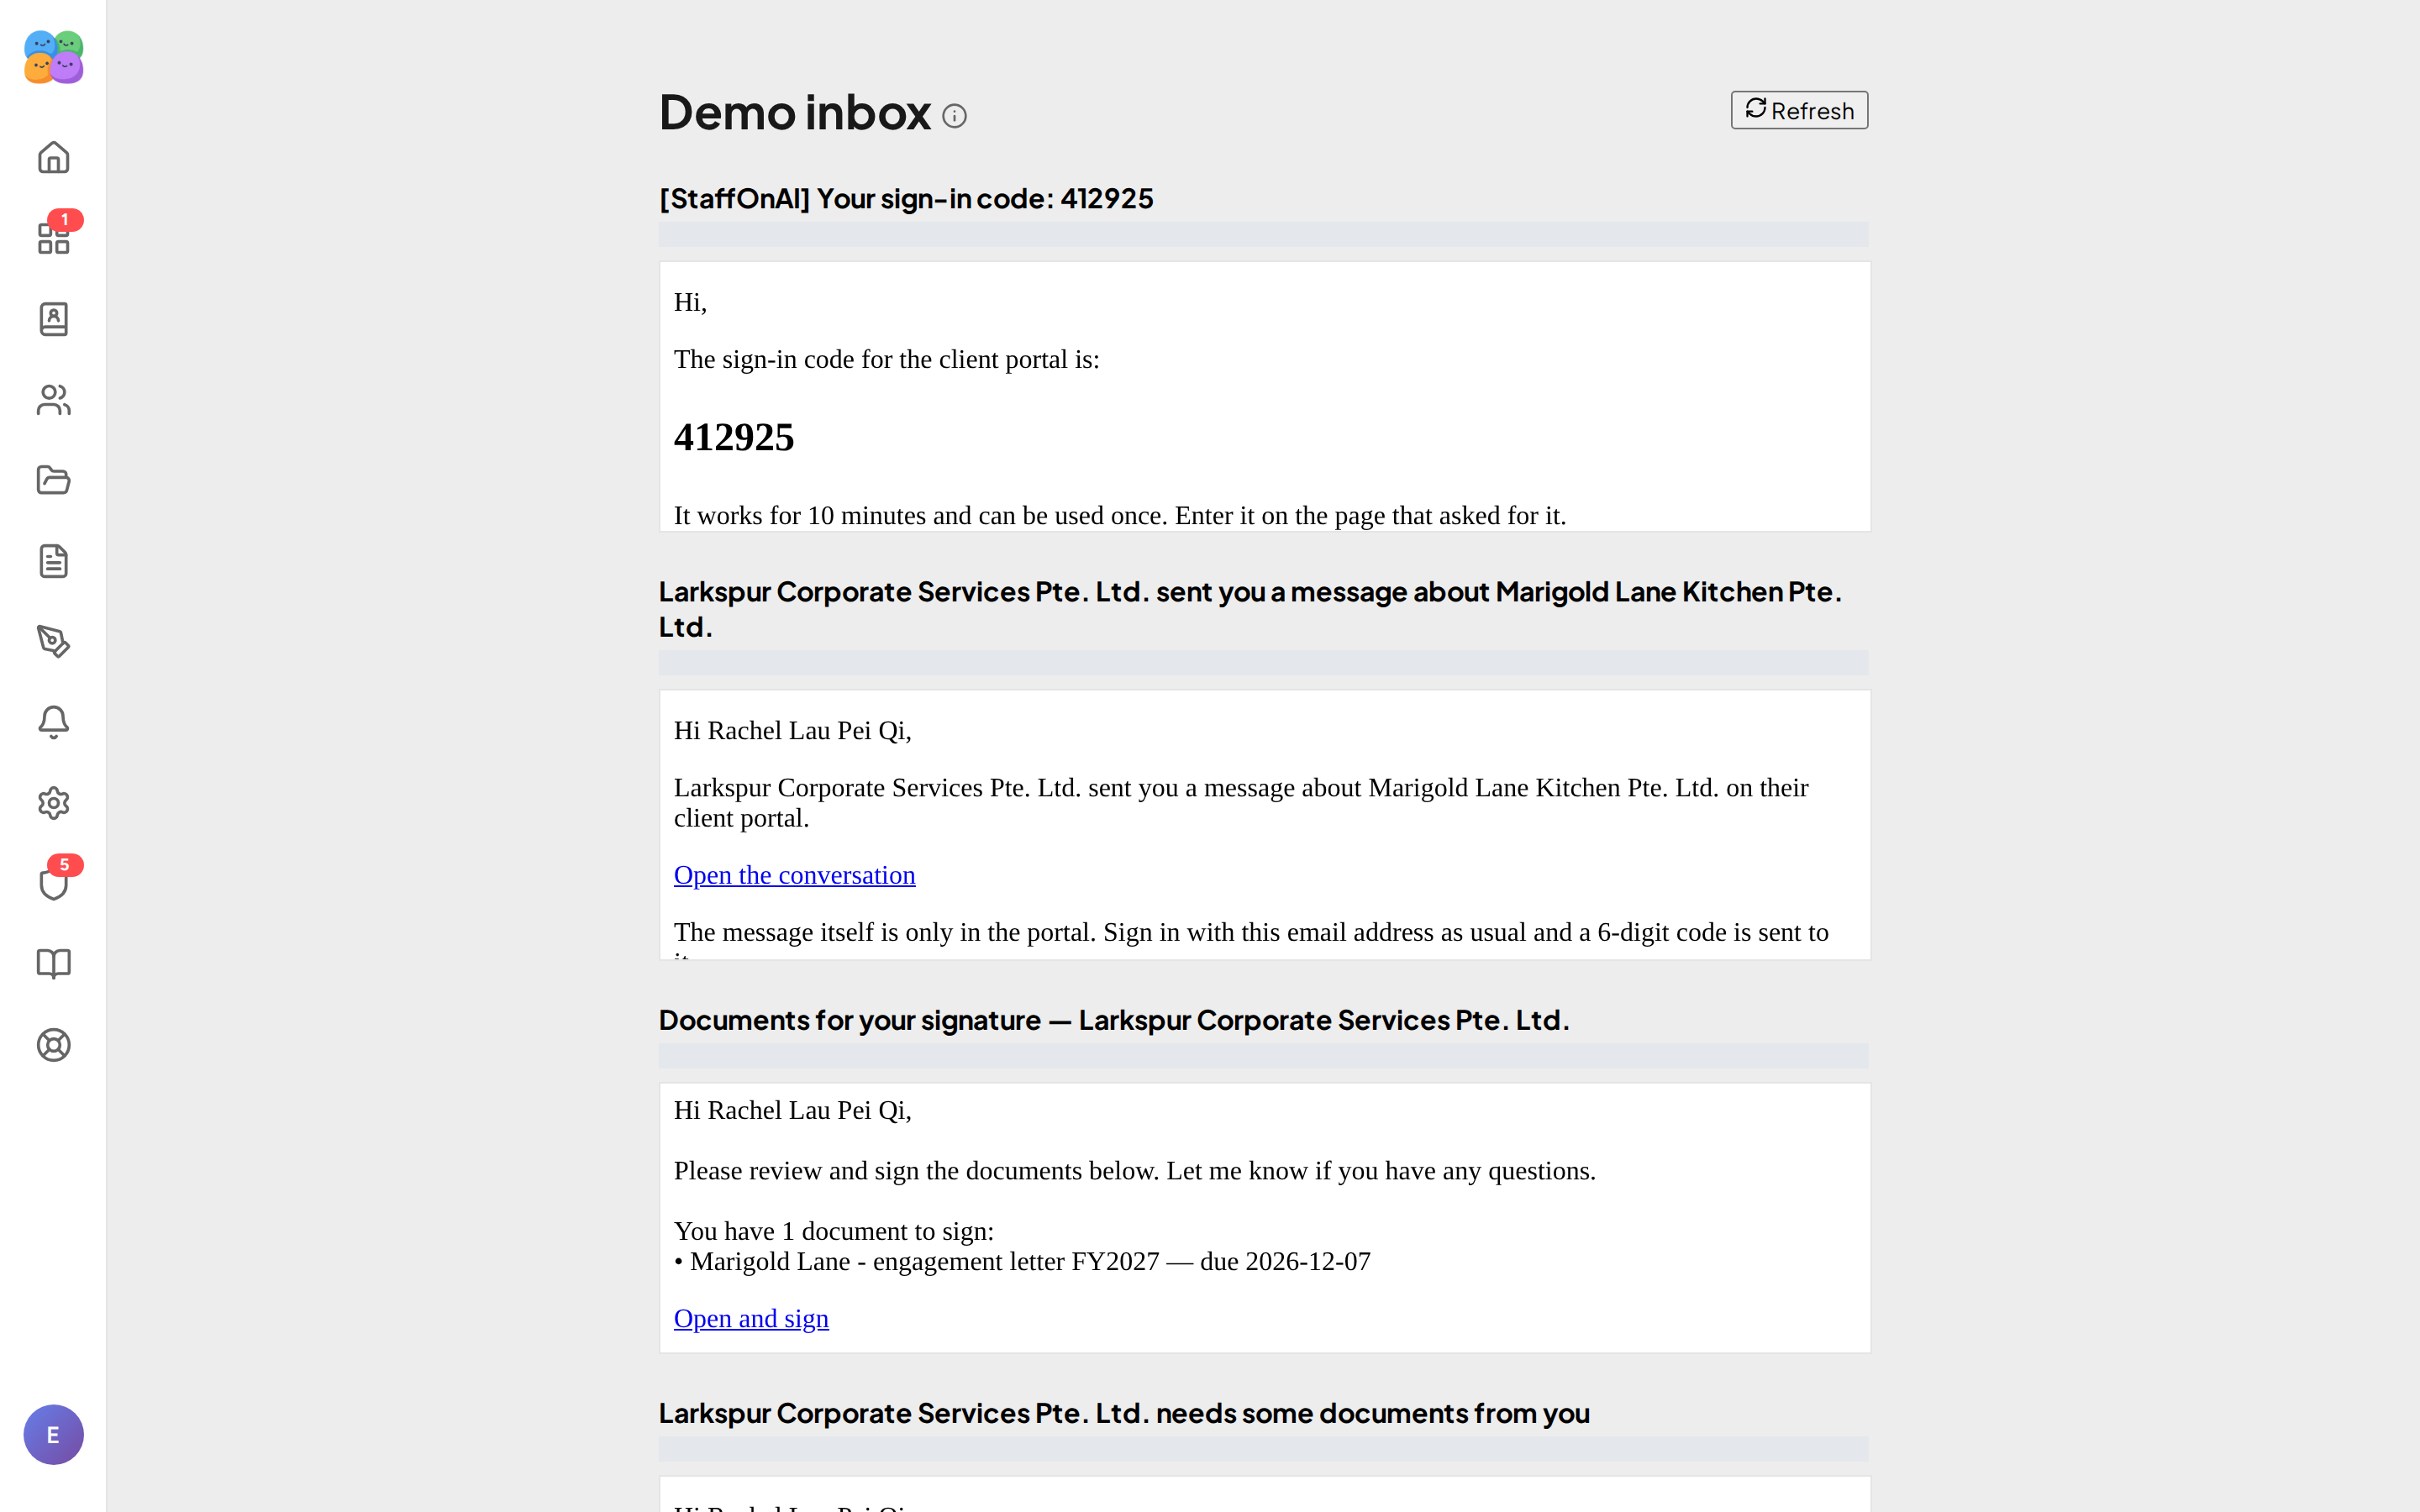 Demo inbox
Refresh
1
[StaffOnAI] Your sign-in code: 412925
Hi,
The sign-in code for the client portal is:
412925
It works for 10 minutes and can be used once. Enter it on the page that asked for it.
Larkspur Corporate Services Pte. Ltd. sent you a message about Marigold Lane Kitchen Pte.
Ltd.
Hi Rachel Lau Pei Qi,
Larkspur Corporate Services Pte. Ltd. sent you a message about Marigold Lane Kitchen Pte. Ltd. on their
client portal.
5
Open the conversation
The message itself is only in the portal. Sign in with this email address as usual and a 6-digit code is sent to
Documents for your signature — Larkspur Corporate Services Pte. Ltd.
Hi Rachel Lau Pei Qi,
Please review and sign the documents below. Let me know if you have any questions.
You have 1 document to sign:
• Marigold Lane - engagement letter FY2027 — due 2026-12-07
Open and sign
Larkspur Corporate Services Pte. Ltd. needs some documents from you
E